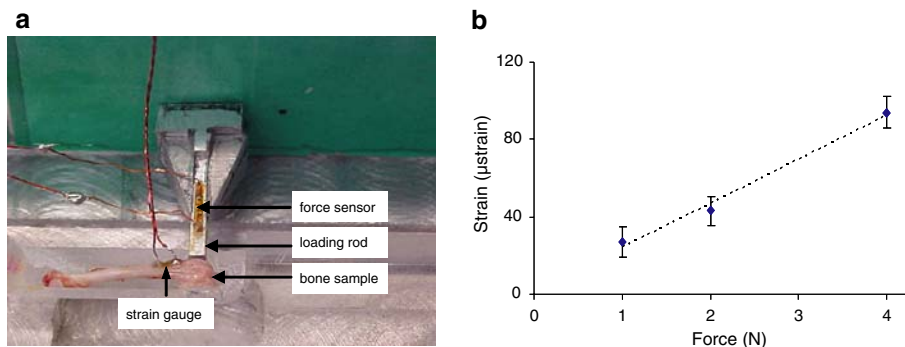 a
force sensor
loading rod
bone sample
strain gauge
b
Strain (µstrain)
120
80
40
0
0 1 2 3 4
Force (N)